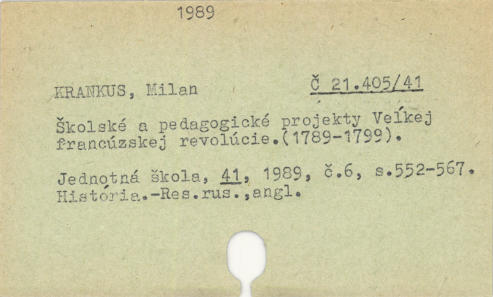 1989
KRANKUS, Milan Č 21.405/41
Školské a pedagogické projekty Veľkej
francúzskej revolúcie.(1789-1799).
Jednotná škola, 41, 1989, č.6, s.552-567.
História.-Res.rus.,angl.